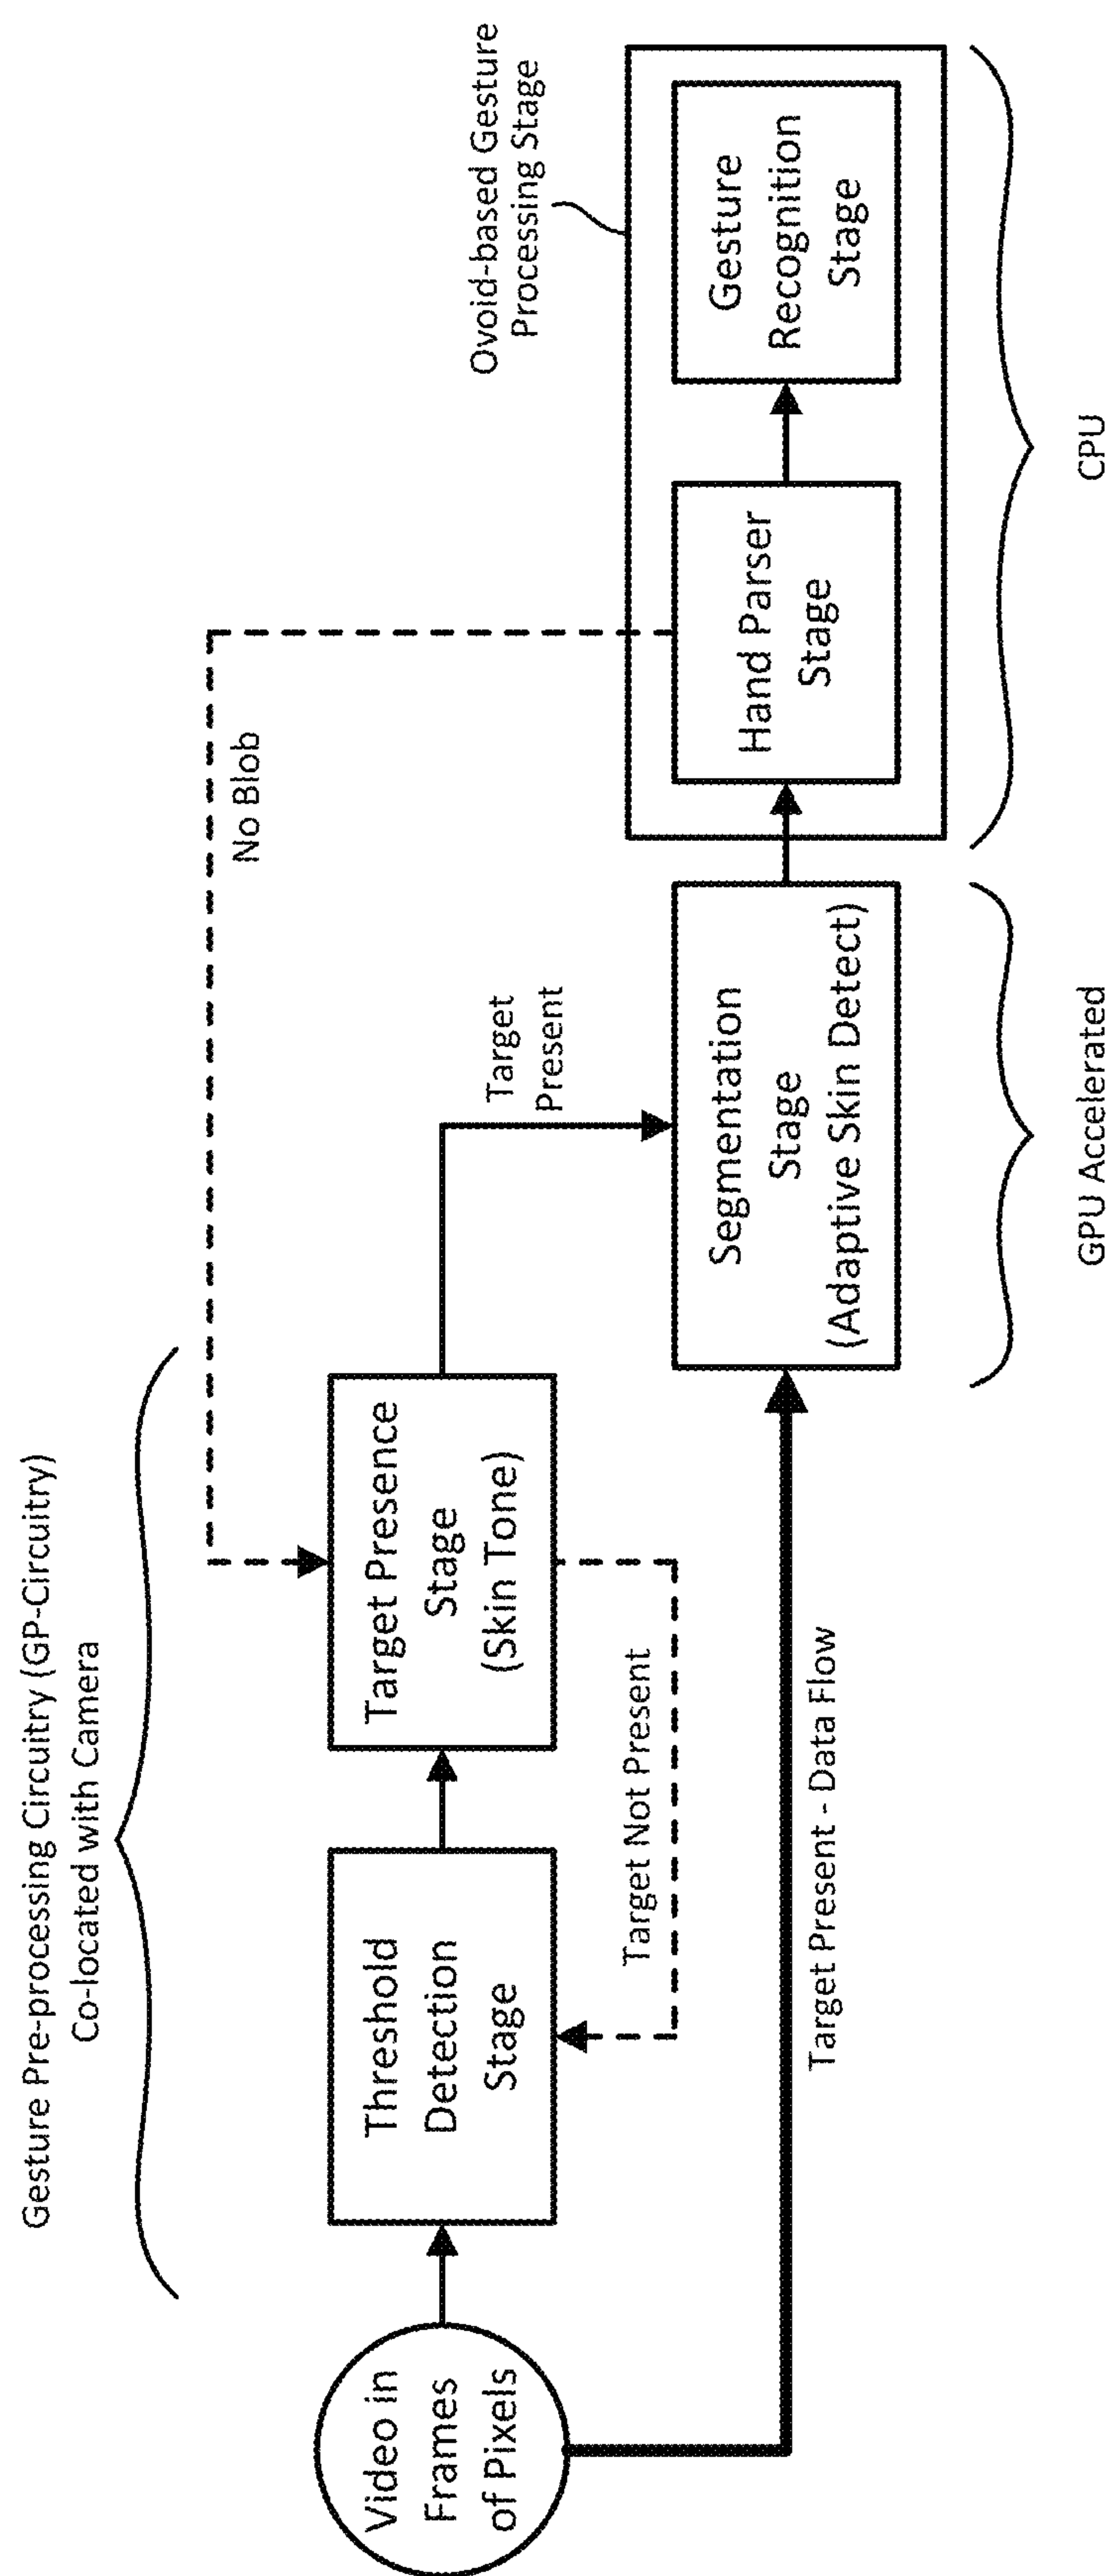 Gesture Pre-processing Circuitry (GP-Circuitry)
Co-located with Camera
No Blob
Ovoid-based Gesture
Processing Stage
Video in
Frames
of Pixels
Threshold
Detection
Stage
Target Presence
Stage
(Skin Tone)
Target
Present
Target Not Present
Segmentation
Stage
(Adaptive Skin Detect)
Hand Parser
Stage
Gesture
Recognition
Stage
Target Present - Data Flow
GPU Accelerated
CPU